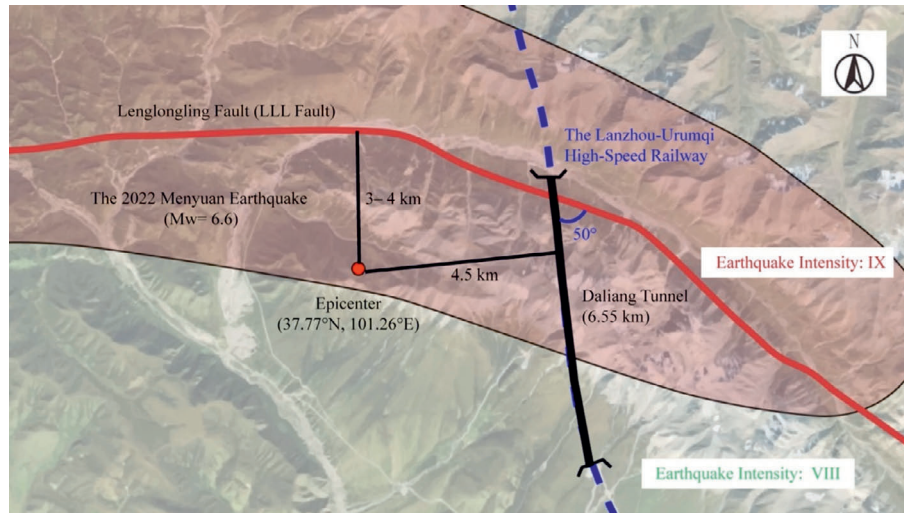 N
Lenglongling Fault (LLL Fault)
The Lanzhou-Urumqi
High-Speed Railway
The 2022 Menyuan Earthquake
(Mw= 6.6)
3– 4 km
50°
Earthquake Intensity: IX
4.5 km
Epicenter
(37.77°N, 101.26°E)
Daliang Tunnel
(6.55 km)
Earthquake Intensity: VIII